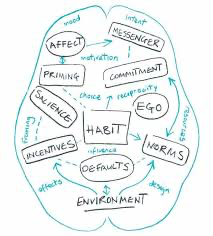 mood
intent
AFFECT
MESSENGER
motivation
PRIMING
COMMITMENT
choice
reciprocity
SALIENCE
EGO
resources
HABIT
framing
INCENTIVES
NORMS
influence
DEFAULTS
affects
design
ENVIRONMENT